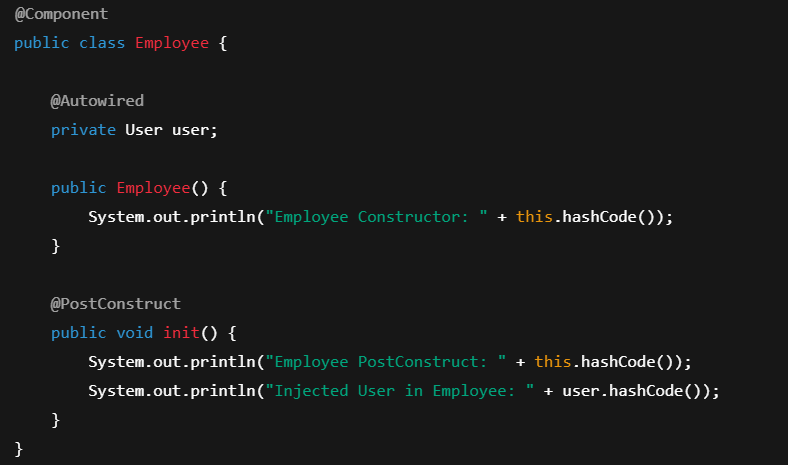 @Component
public class Employee {
@Autowired
private User user;
public Employee() {
System.out.println("Employee Constructor: " + this.hashCode());
}
@PostConstruct
public void init() {
System.out.println("Employee PostConstruct: " + this.hashCode());
System.out.println("Injected User in Employee: " + user.hashCode());
}
}